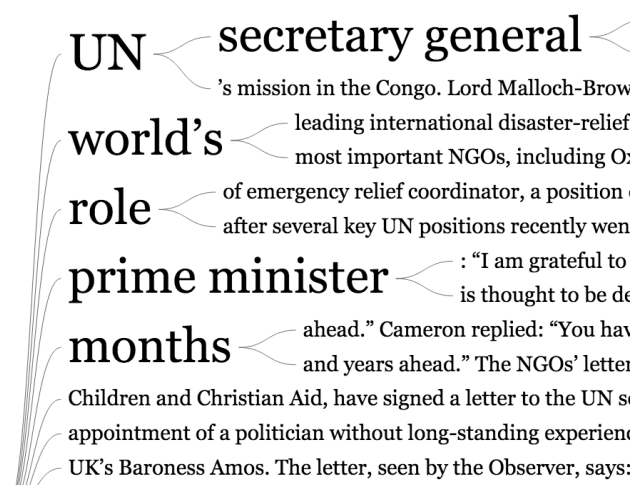 UN
secretary general
’s mission in the Congo. Lord Malloch-Brow
world’s
leading international disaster-relief
most important NGOs, including Ox
role
of emergency relief coordinator, a position
after several key UN positions recently wen
prime minister
: “I am grateful to
is thought to be de
months
ahead.” Cameron replied: “You hav
and years ahead.” The NGOs’ letter
Children and Christian Aid, have signed a letter to the UN se
appointment of a politician without long-standing experienc
UK’s Baroness Amos. The letter, seen by the Observer, says: